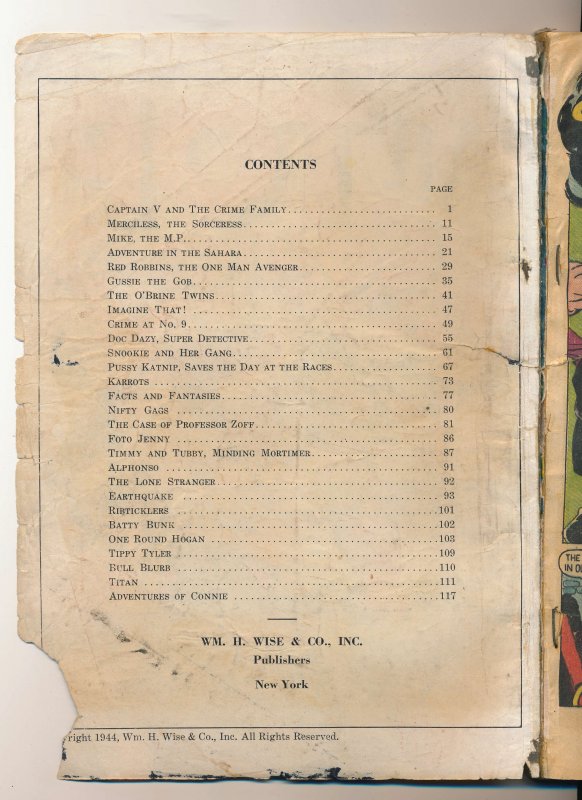 CONTENTS
PAGE
CAPTAIN V AND THE CRIME FAMILY 1
MERCILESS, THE SORCERESS 11
MIKE, THE M.P. 15
ADVENTURE IN THE SAHARA 21
RED ROBBINS, THE ONE MAN AVENGER 29
GUSSIE THE GOB 35
THE O'BRINE TWINS 41
IMAGINE THAT! 47
CRIME AT NO. 9 49
DOC DAZY, SUPER DETECTIVE 55
SNOOKIE AND HER GANG 61
PUSSY KATNIP, SAVES THE DAY AT THE RACES 67
KARROTS 73
FACTS AND FANTASIES 77
NIFTY GAGS 80
THE CASE OF PROFESSOR ZOFF 81
FOTO JENNY 86
TIMMY AND TUBBY, MINDING MORTIMER 87
ALPHONSO 91
THE LONE STRANGER 92
EARTHQUAKE 93
RIBTICKLERS 101
BATTY BUNK 102
ONE ROUND HOGAN 103
TIPPY TYLER 109
BULL BLURB 110
TITAN 111
ADVENTURES OF CONNIE 117
WM. H. WISE & CO., INC.
Publishers
New York
right 1944, Wm. H. Wise & Co., Inc. All Rights Reserved.
THE
IN